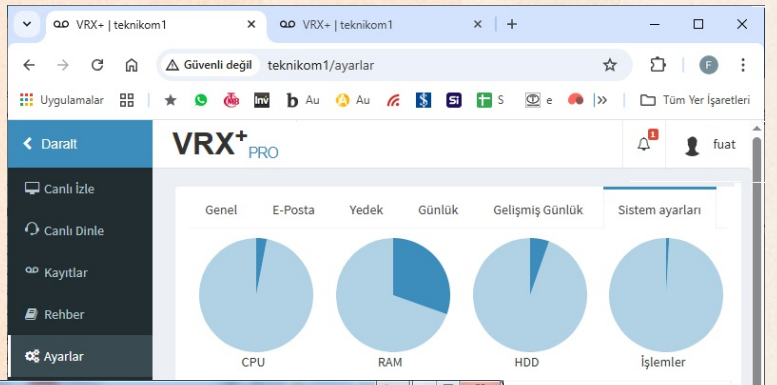 VRX+ | teknikom1
VRX+ | teknikom1
Güvenli değil teknikom1/ayarlar
F
Uygulamalar
inv
Au
Au
Si
S
e
Tüm Yer İşaretleri
Daralt
VRX+ PRO
1
fuat
Canlı İzle
Canlı Dinle
Kayıtlar
Rehber
Ayarlar
Genel E-Posta Yedek Günlük Gelişmiş Günlük Sistem ayarları
CPU RAM HDD İşlemler